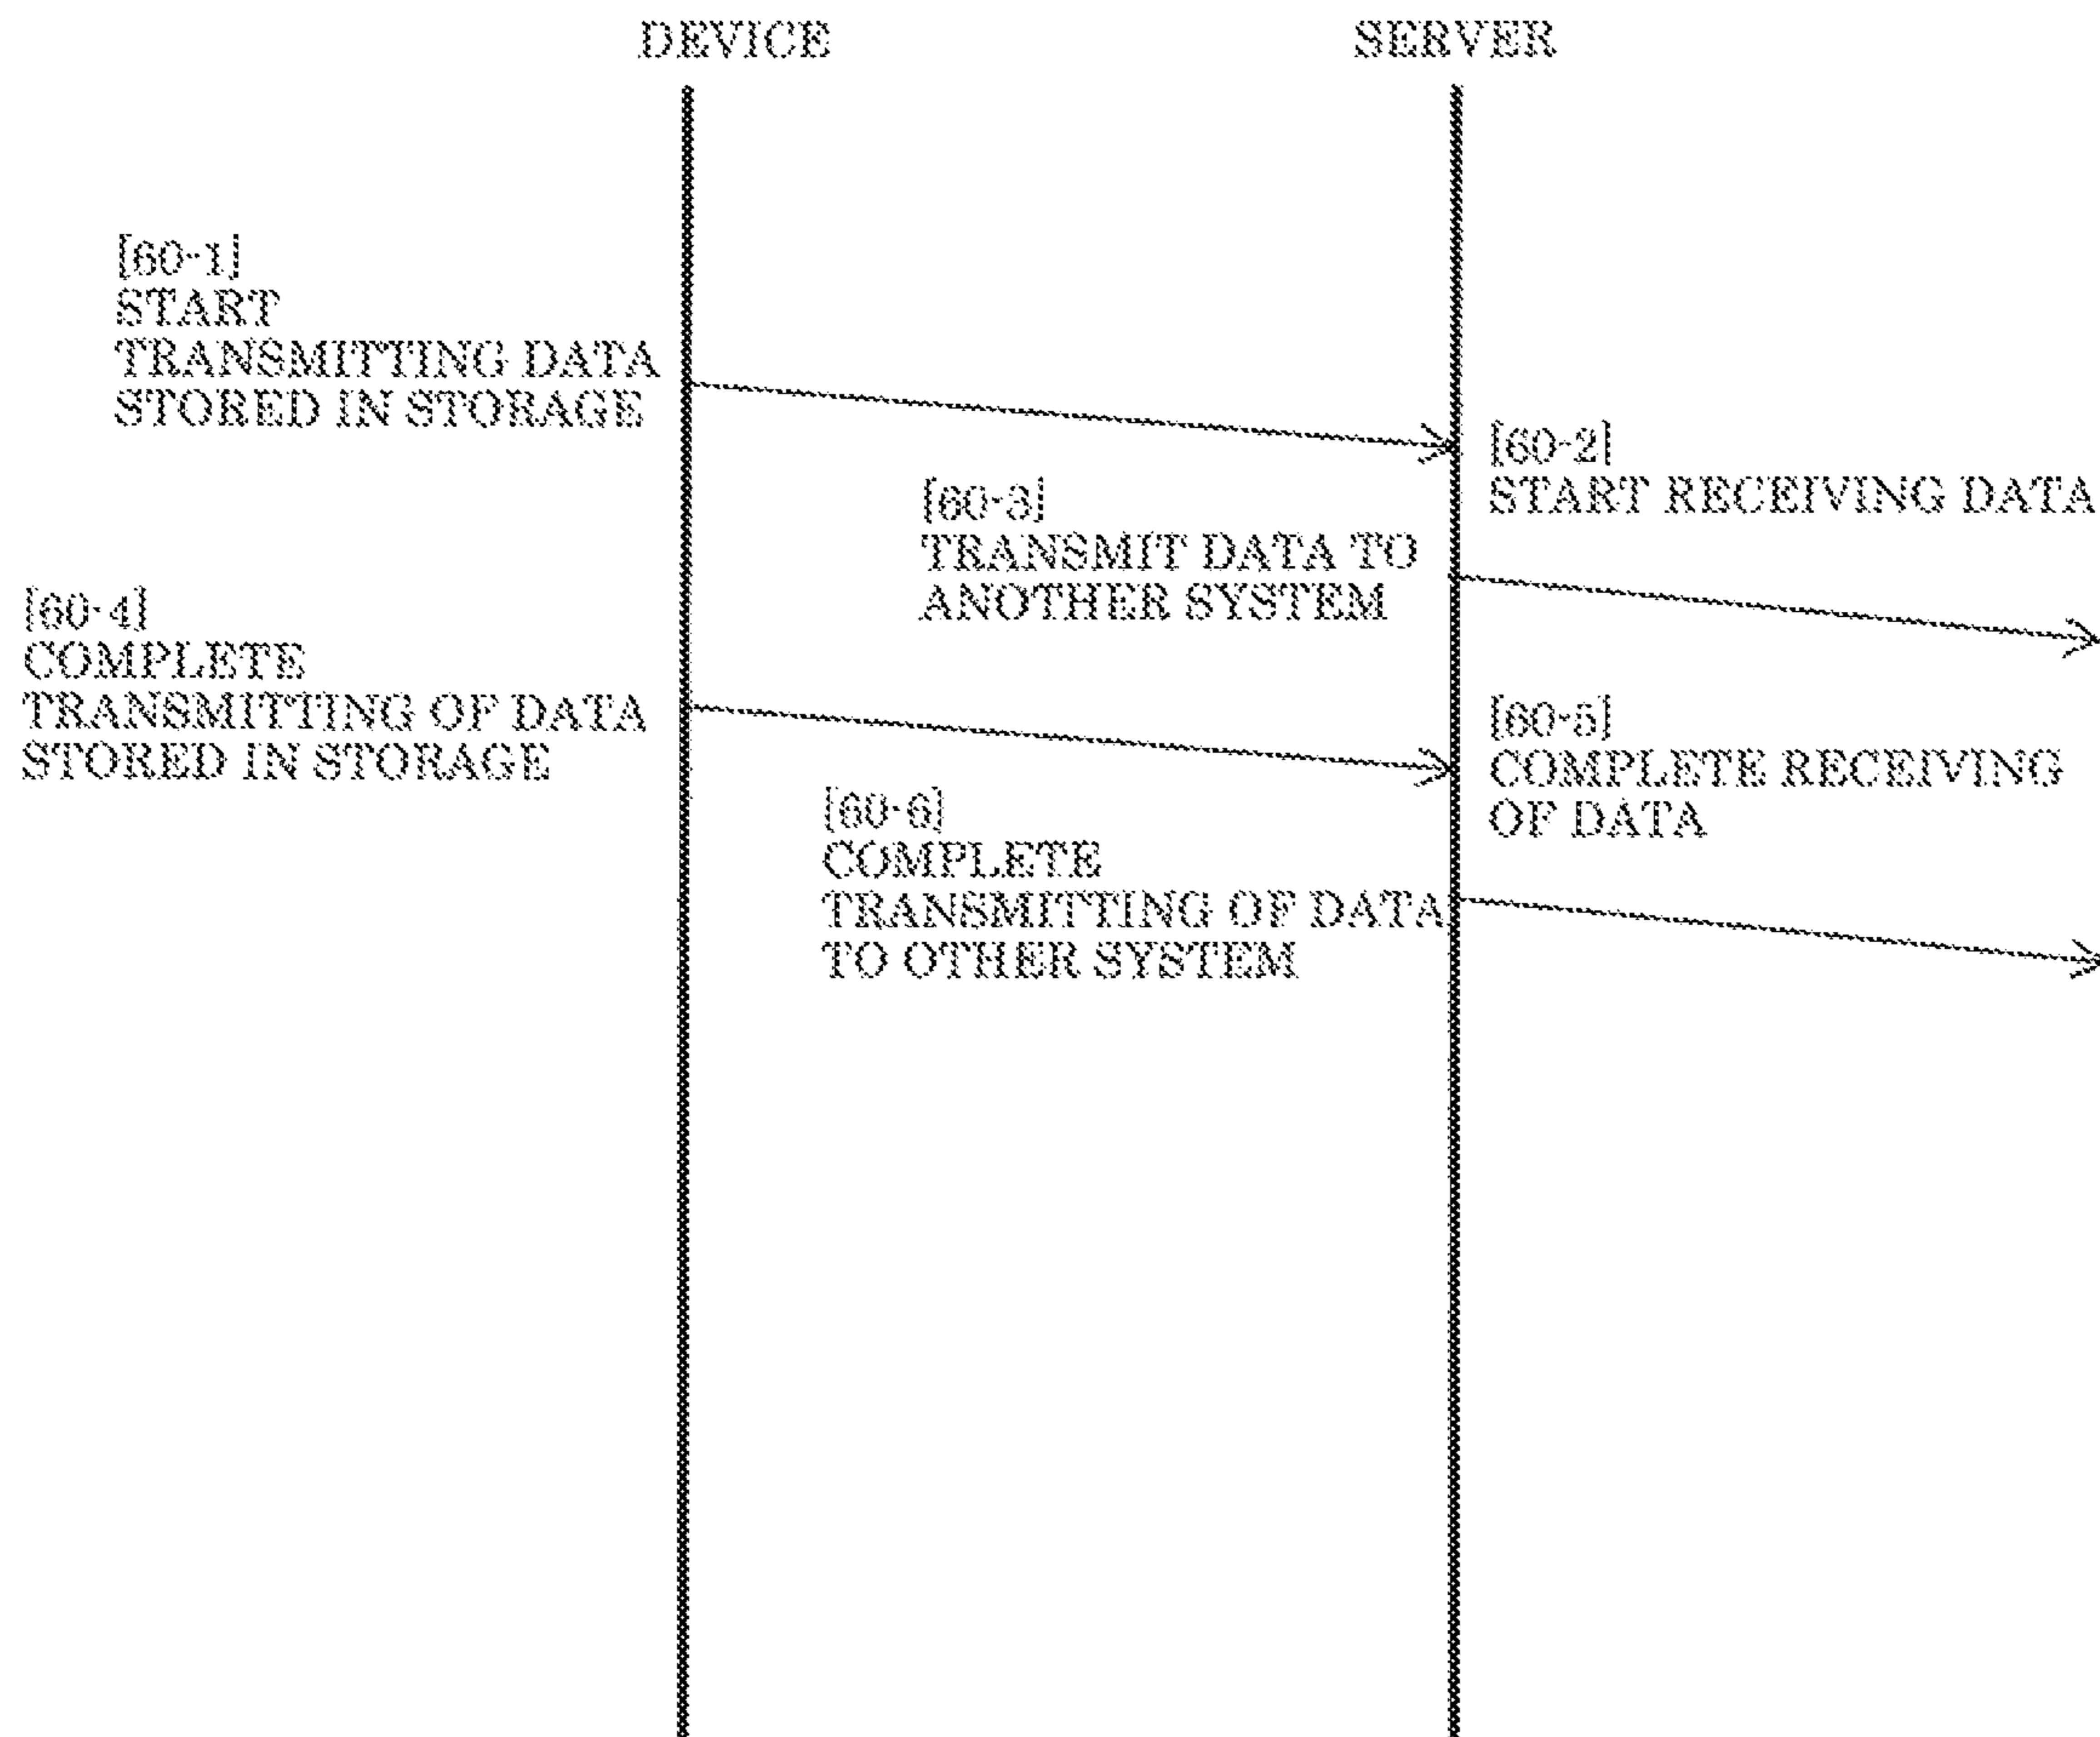 DEVICE
SERVER
[60-1]
START
TRANSMITTING DATA
STORED IN STORAGE
[60-2]
START RECEIVING DATA
[60-3]
TRANSMIT DATA TO
ANOTHER SYSTEM
[60-4]
COMPLETE
TRANSMITTING OF DATA
STORED IN STORAGE
[60-5]
COMPLETE RECEIVING
OF DATA
[60-6]
COMPLETE
TRANSMITTING OF DATA
TO OTHER SYSTEM